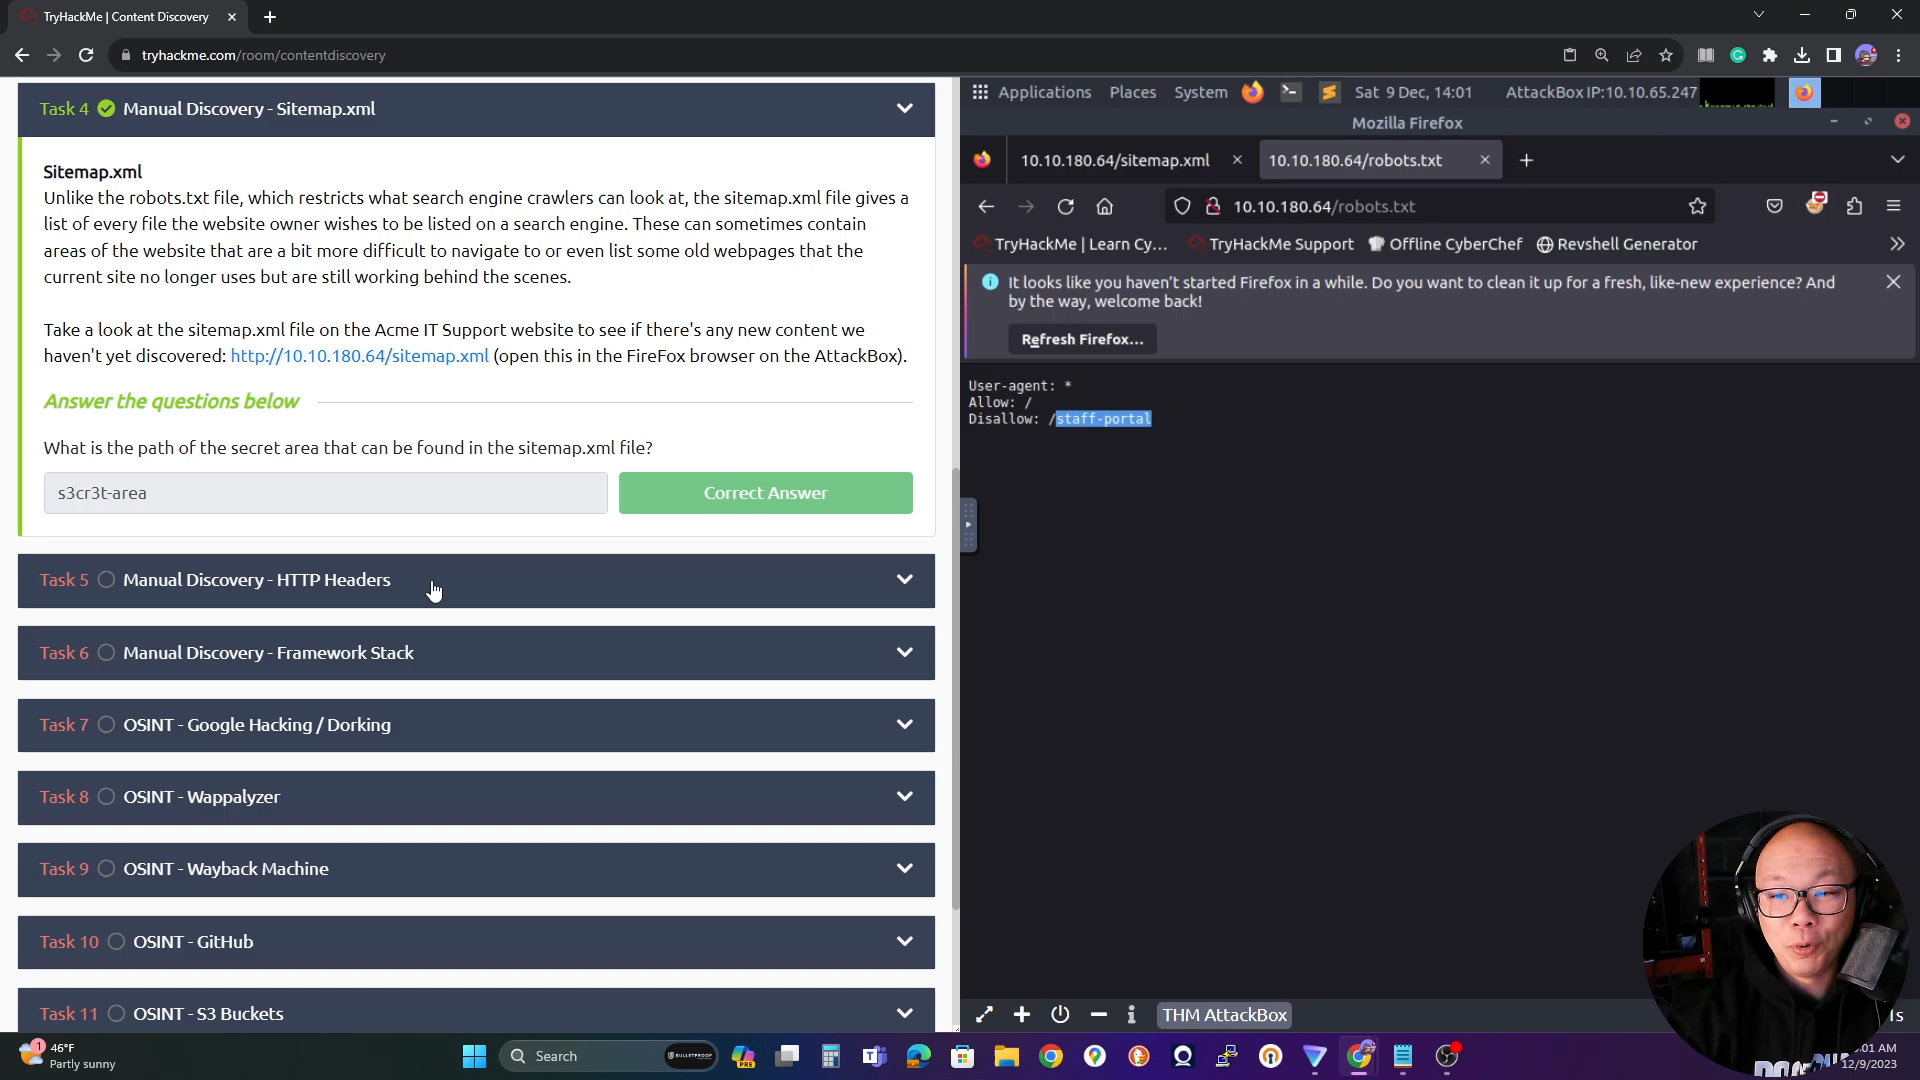 TryHackMe | Content Discovery
tryhackme.com/room/contentdiscovery
Task 4 Manual Discovery - Sitemap.xml
Sitemap.xml
Unlike the robots.txt file, which restricts what search engine crawlers can look at, the sitemap.xml file gives a
list of every file the website owner wishes to be listed on a search engine. These can sometimes contain
areas of the website that are a bit more difficult to navigate to or even list some old webpages that the
current site no longer uses but are still working behind the scenes.
Take a look at the sitemap.xml file on the Acme IT Support website to see if there's any new content we
haven't yet discovered: http://10.10.180.64/sitemap.xml (open this in the FireFox browser on the AttackBox).
Answer the questions below
What is the path of the secret area that can be found in the sitemap.xml file?
s3cr3t-area
Correct Answer
Task 5 Manual Discovery - HTTP Headers
Task 6 Manual Discovery - Framework Stack
Task 7 OSINT - Google Hacking / Dorking
Task 8 OSINT - Wappalyzer
Task 9 OSINT - Wayback Machine
Task 10 OSINT - GitHub
Task 11 OSINT - S3 Buckets
Applications Places System Sat 9 Dec, 14:01 AttackBox IP:10.10.65.247
Mozilla Firefox
10.10.180.64/sitemap.xml
10.10.180.64/robots.txt
10.10.180.64/robots.txt
TryHackMe | Learn Cy... TryHackMe Support Offline CyberChef Revshell Generator
It looks like you haven't started Firefox in a while. Do you want to clean it up for a fresh, like-new experience? And
by the way, welcome back!
Refresh Firefox...
User-agent: *
Allow: /
Disallow: /staff-portal
THM AttackBox
1
46°F
Partly sunny
Search
BULLETPROOF
PRE
:01 AM
12/9/2023